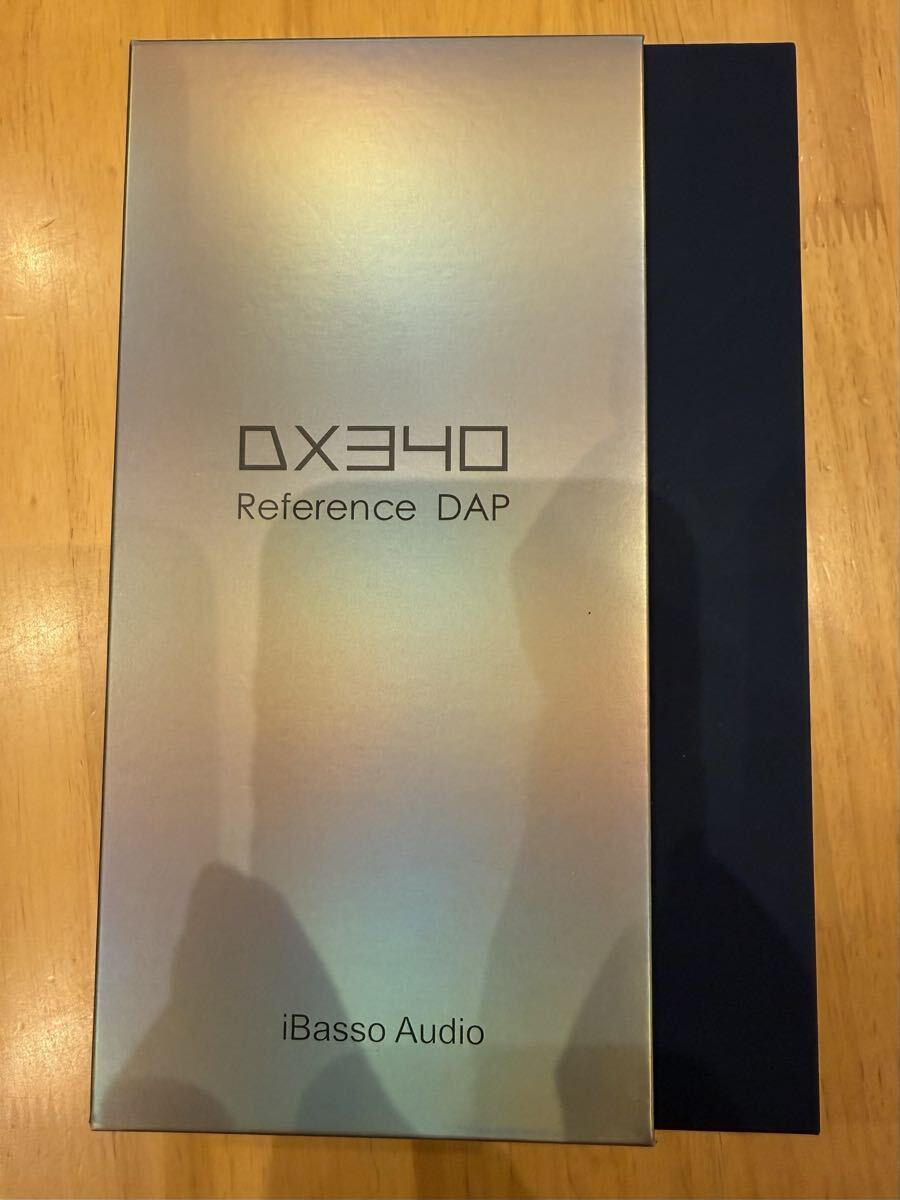 DX340
Reference DAP
iBasso Audio